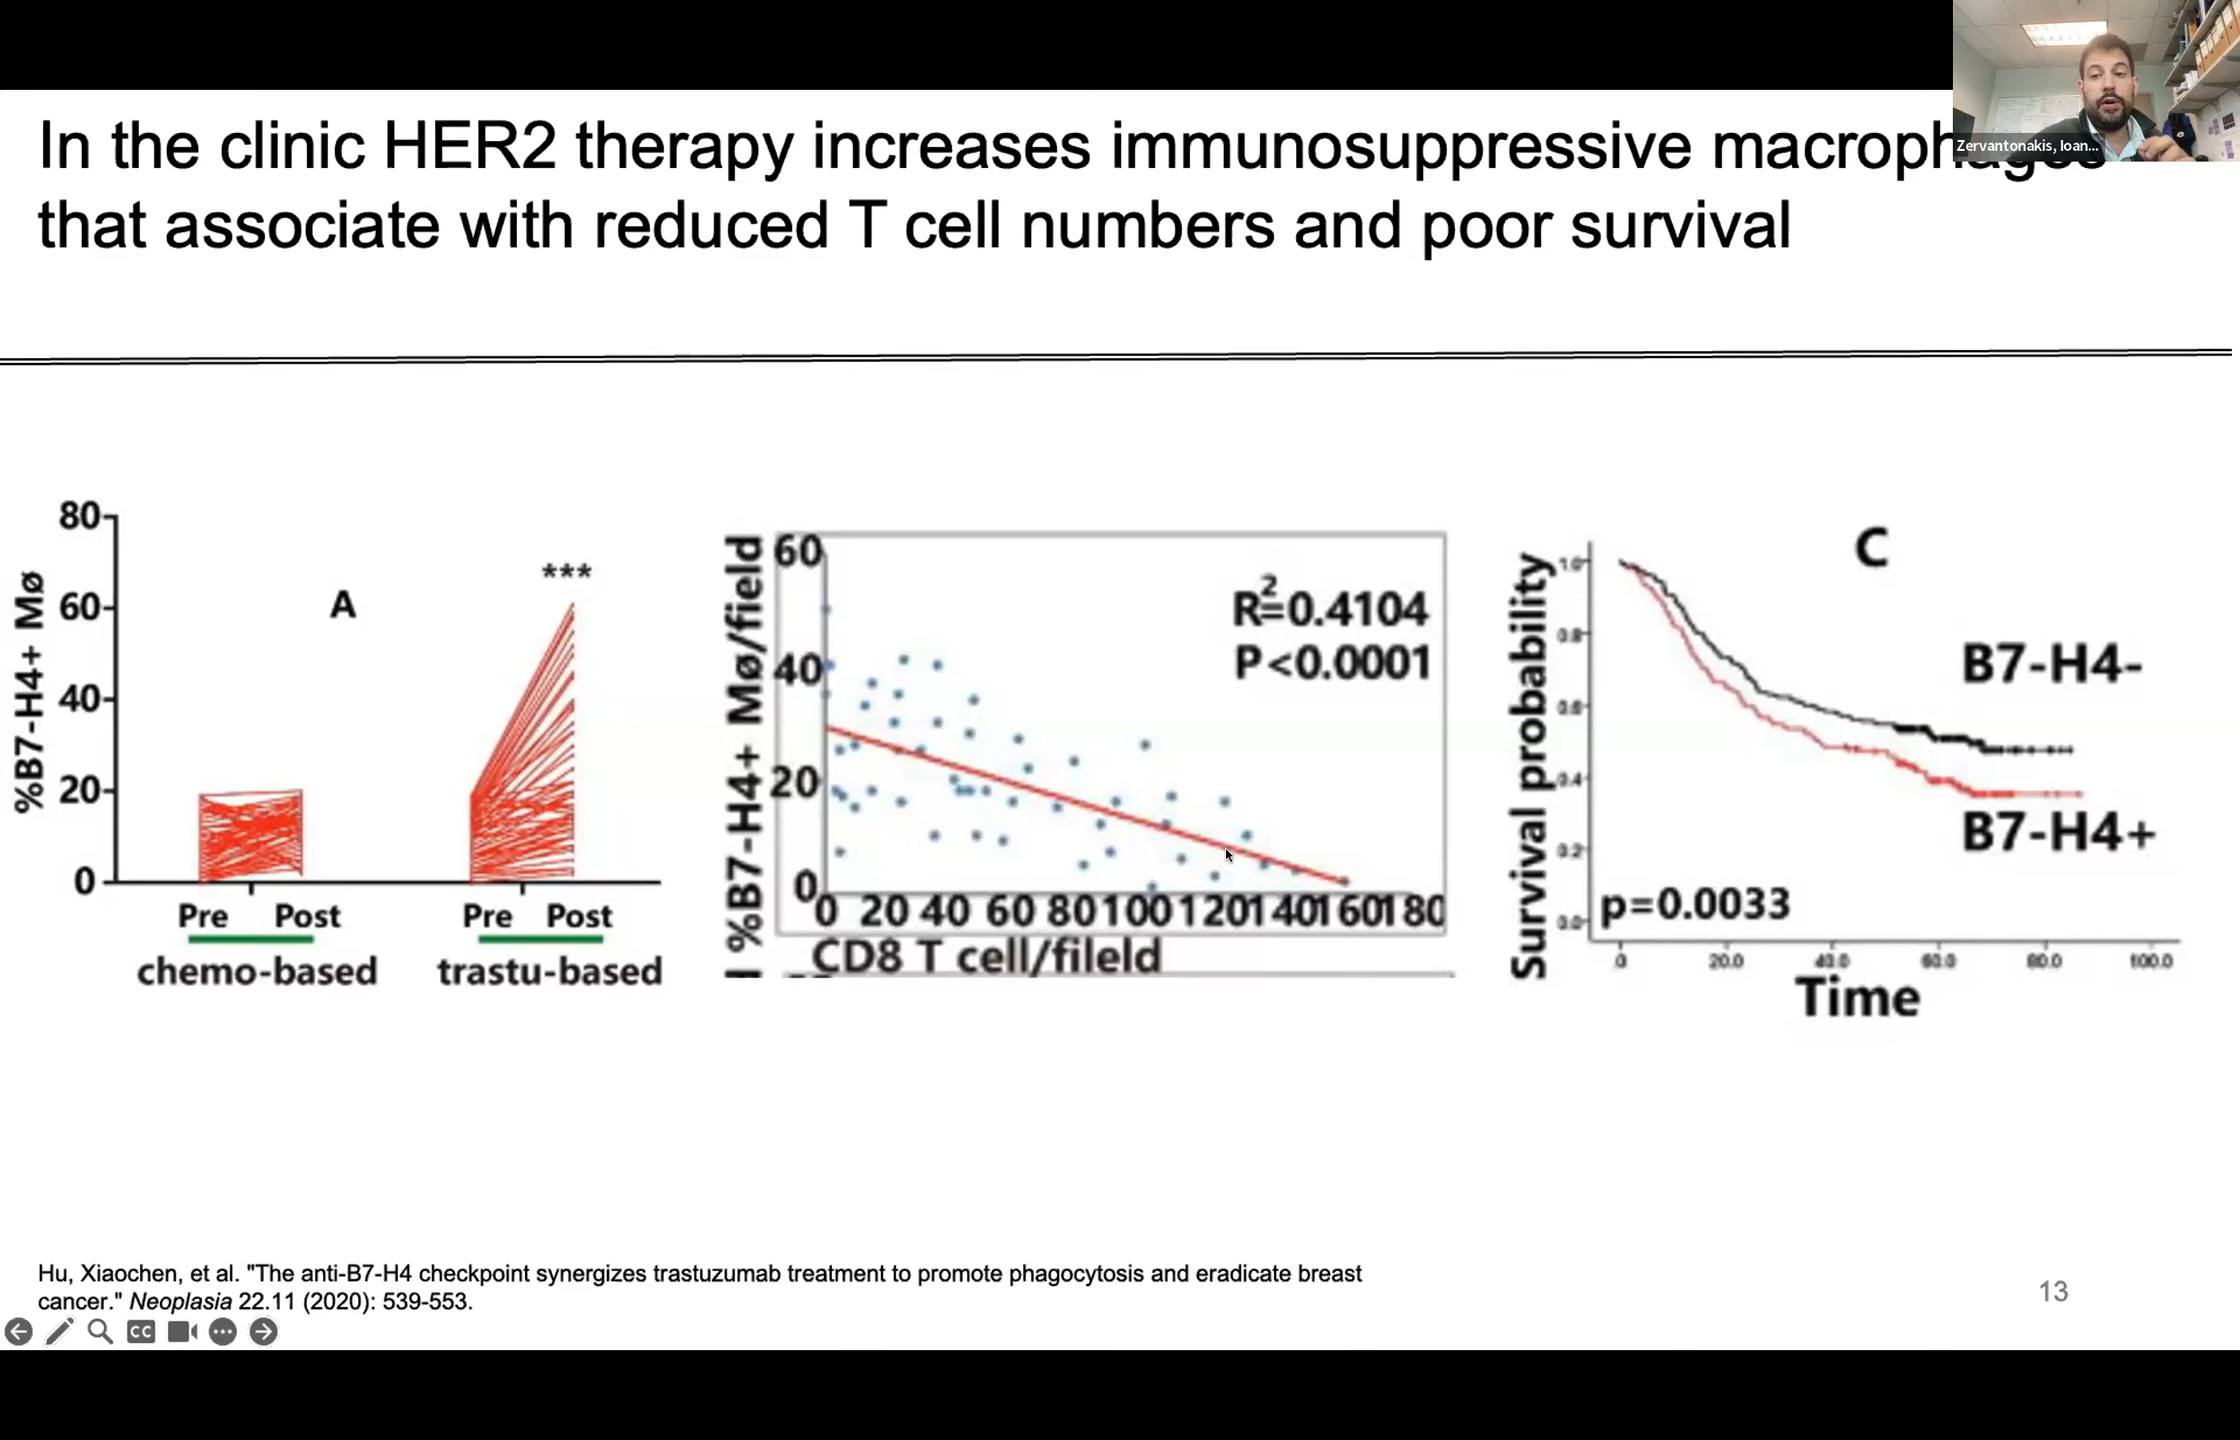 In the clinic HER2 therapy increases immunosuppressive macrophages
that associate with reduced T cell numbers and poor survival
Zervantonakis, Ioan...
%B7-H4+ Mø
80
60
40
20
0
A
***
Pre Post Pre Post
chemo-based trastu-based
%B7-H4+ Mø/field
60
40
20
0
R²=0.4104
P<0.0001
0 20 40 60 80 100 120 140 160 180
CD8 T cell/fileld
Survival probability
1.0
0.8
0.6
0.4
0.2
0.0
C
B7-H4-
B7-H4+
p=0.0033
0 20.0 40.0 60.0 80.0 100.0
Time
Hu, Xiaochen, et al. "The anti-B7-H4 checkpoint synergizes trastuzumab treatment to promote phagocytosis and eradicate breast
cancer." Neoplasia 22.11 (2020): 539-553.
13
CC